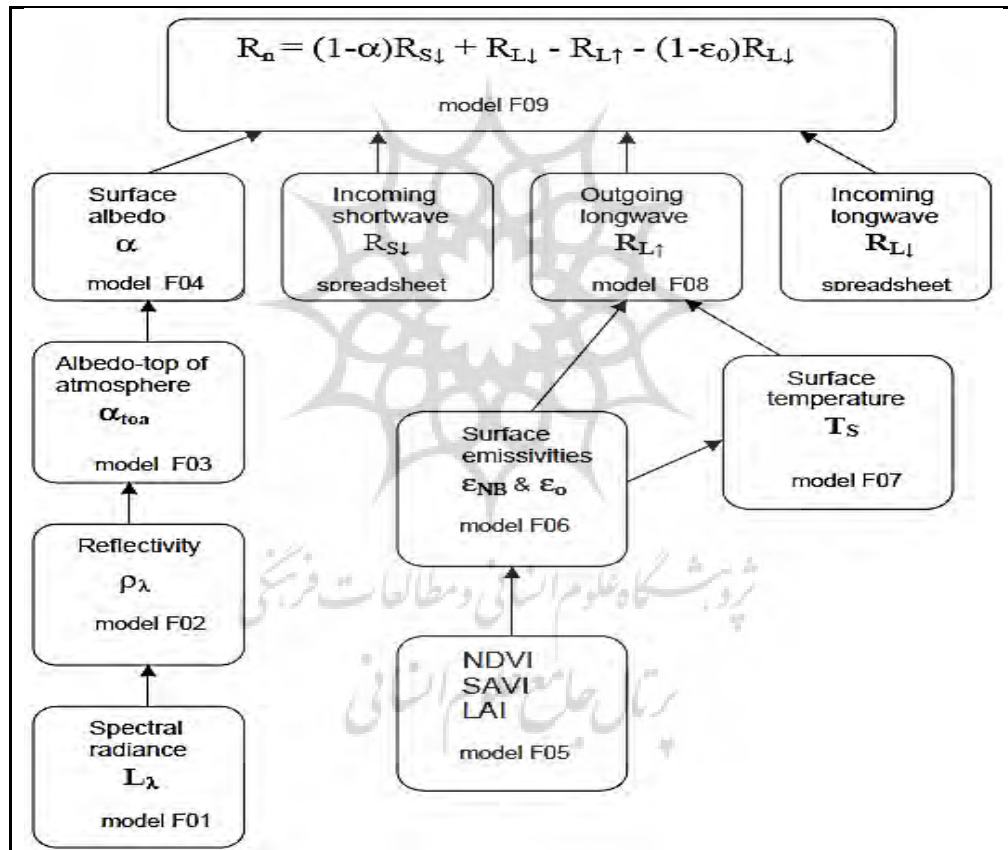 Rn = (1-α)RS↓ + RL↓ - RL↑ - (1-ε0)RL↓
model F09
Surface
albedo
α
model F04
Incoming
shortwave
RS↓
spreadsheet
Outgoing
longwave
RL↑
model F08
Incoming
longwave
RL↓
spreadsheet
Albedo-top of
atmosphere
αtoa
model F03
Surface
temperature
TS
model F07
Surface
emissivities
εNB & εo
model F06
Reflectivity
ρλ
model F02
پژوهشگاه علوم انسانی و مطالعات فرهنگی
پرتال جامع علوم انسانی
NDVI
SAVI
LAI
model F05
Spectral
radiance
Lλ
model F01